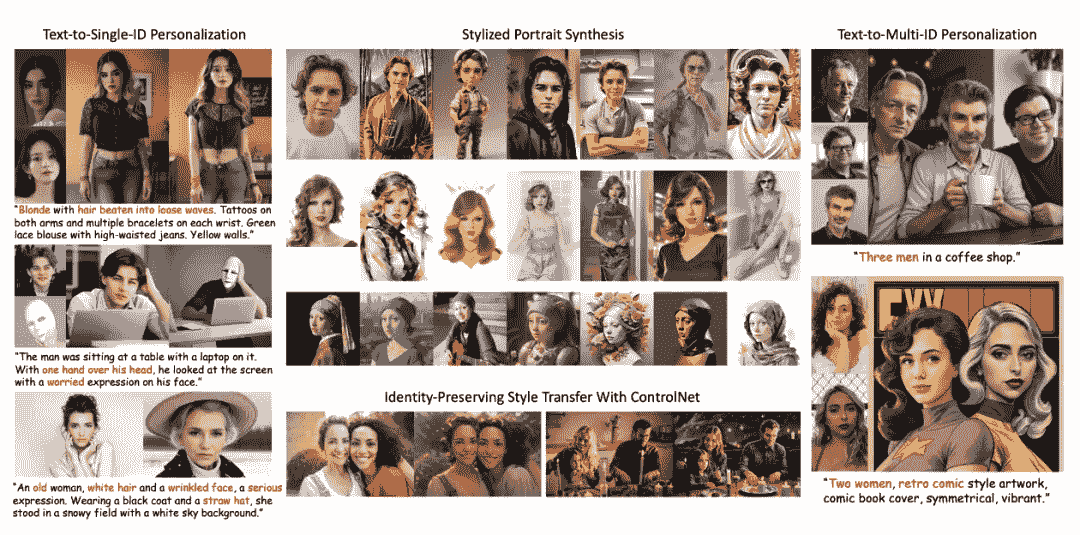 Text-to-Single-ID Personalization
"Blonde with hair beaten into loose waves. Tattoos on
both arms and multiple bracelets on each wrist. Green
lace blouse with high-waisted jeans. Yellow walls."
"The man was sitting at a table with a laptop on it.
With one hand over his head, he looked at the screen
with a worried expression on his face."
"An old woman, white hair and a wrinkled face, a serious
expression. Wearing a black coat and a straw hat, she
stood in a snowy field with a white sky background."
Stylized Portrait Synthesis
Identity-Preserving Style Transfer With ControlNet
Text-to-Multi-ID Personalization
"Three men in a coffee shop."
"Two women, retro comic style artwork,
comic book cover, symmetrical, vibrant."